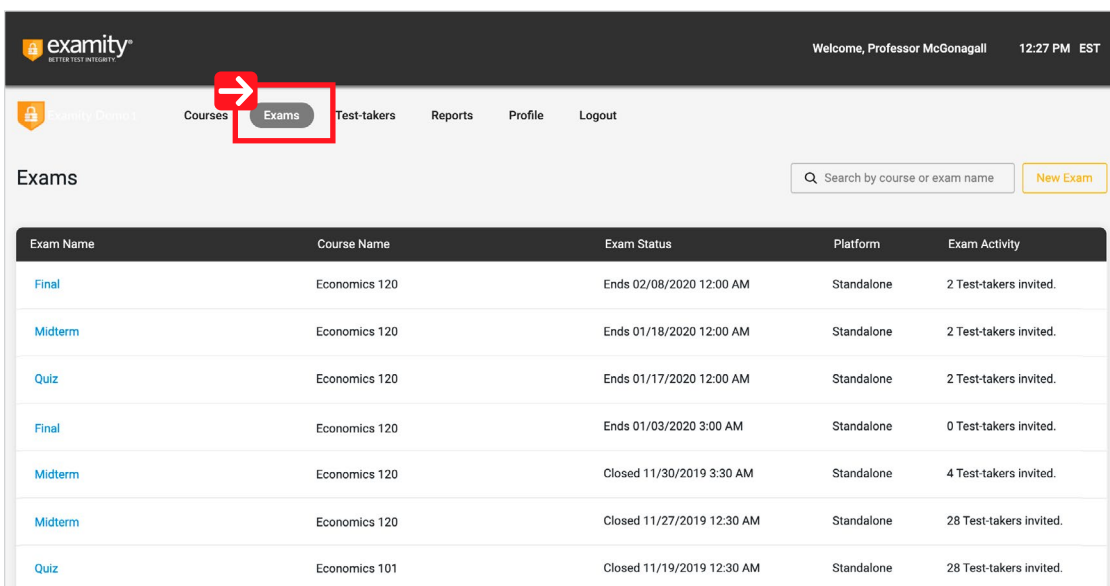 examity®
BETTER TEST INTEGRITY.
Welcome, Professor McGonagall 12:27 PM EST
Examity Demo1
Courses Exams Test-takers Reports Profile Logout
Exams
Search by course or exam name
New Exam
Exam Name Course Name Exam Status Platform Exam Activity
Final Economics 120 Ends 02/08/2020 12:00 AM Standalone 2 Test-takers invited.
Midterm Economics 120 Ends 01/18/2020 12:00 AM Standalone 2 Test-takers invited.
Quiz Economics 120 Ends 01/17/2020 12:00 AM Standalone 2 Test-takers invited.
Final Economics 120 Ends 01/03/2020 3:00 AM Standalone 0 Test-takers invited.
Midterm Economics 120 Closed 11/30/2019 3:30 AM Standalone 4 Test-takers invited.
Midterm Economics 120 Closed 11/27/2019 12:30 AM Standalone 28 Test-takers invited.
Quiz Economics 101 Closed 11/19/2019 12:30 AM Standalone 28 Test-takers invited.